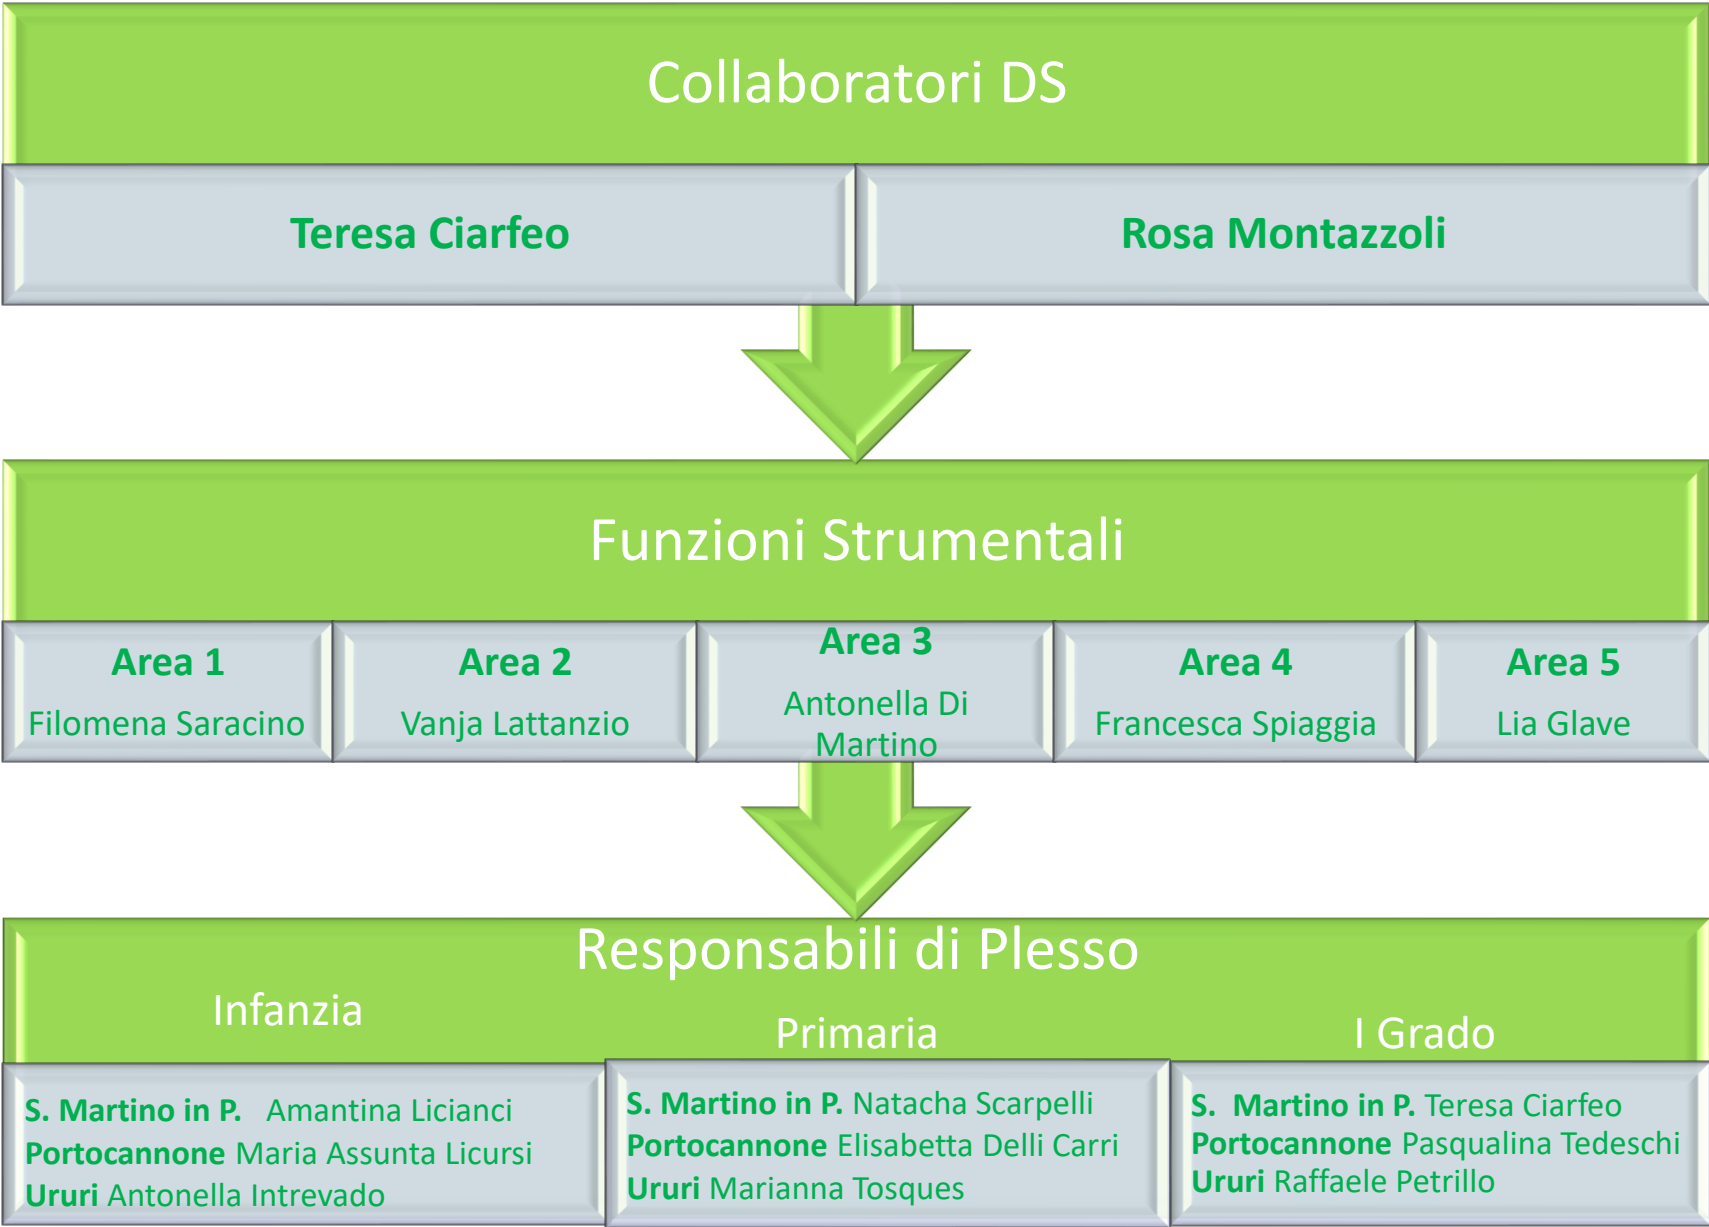 Collaboratori DS
Teresa Ciarfeo
Rosa Montazzoli
Funzioni Strumentali
Area 1
Filomena Saracino
Area 2
Vanja Lattanzio
Area 3
Antonella Di
Martino
Area 4
Francesca Spiaggia
Area 5
Lia Glave
Responsabili di Plesso
Infanzia
S. Martino in P. Amantina Licianci
Portocannone Maria Assunta Licursi
Ururi Antonella Intrevado
Primaria
S. Martino in P. Natacha Scarpelli
Portocannone Elisabetta Delli Carri
Ururi Marianna Tosques
I Grado
S. Martino in P. Teresa Ciarfeo
Portocannone Pasqualina Tedeschi
Ururi Raffaele Petrillo